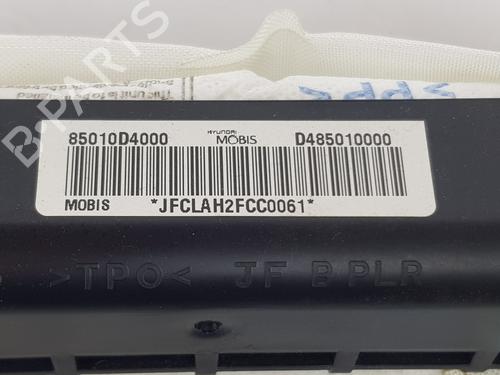 85010D4000 HYUNDAI MOBIS D485010000
MOBIS *JFCLAH2FCC0061*
>TPO< JF B PLR
B-PARTS